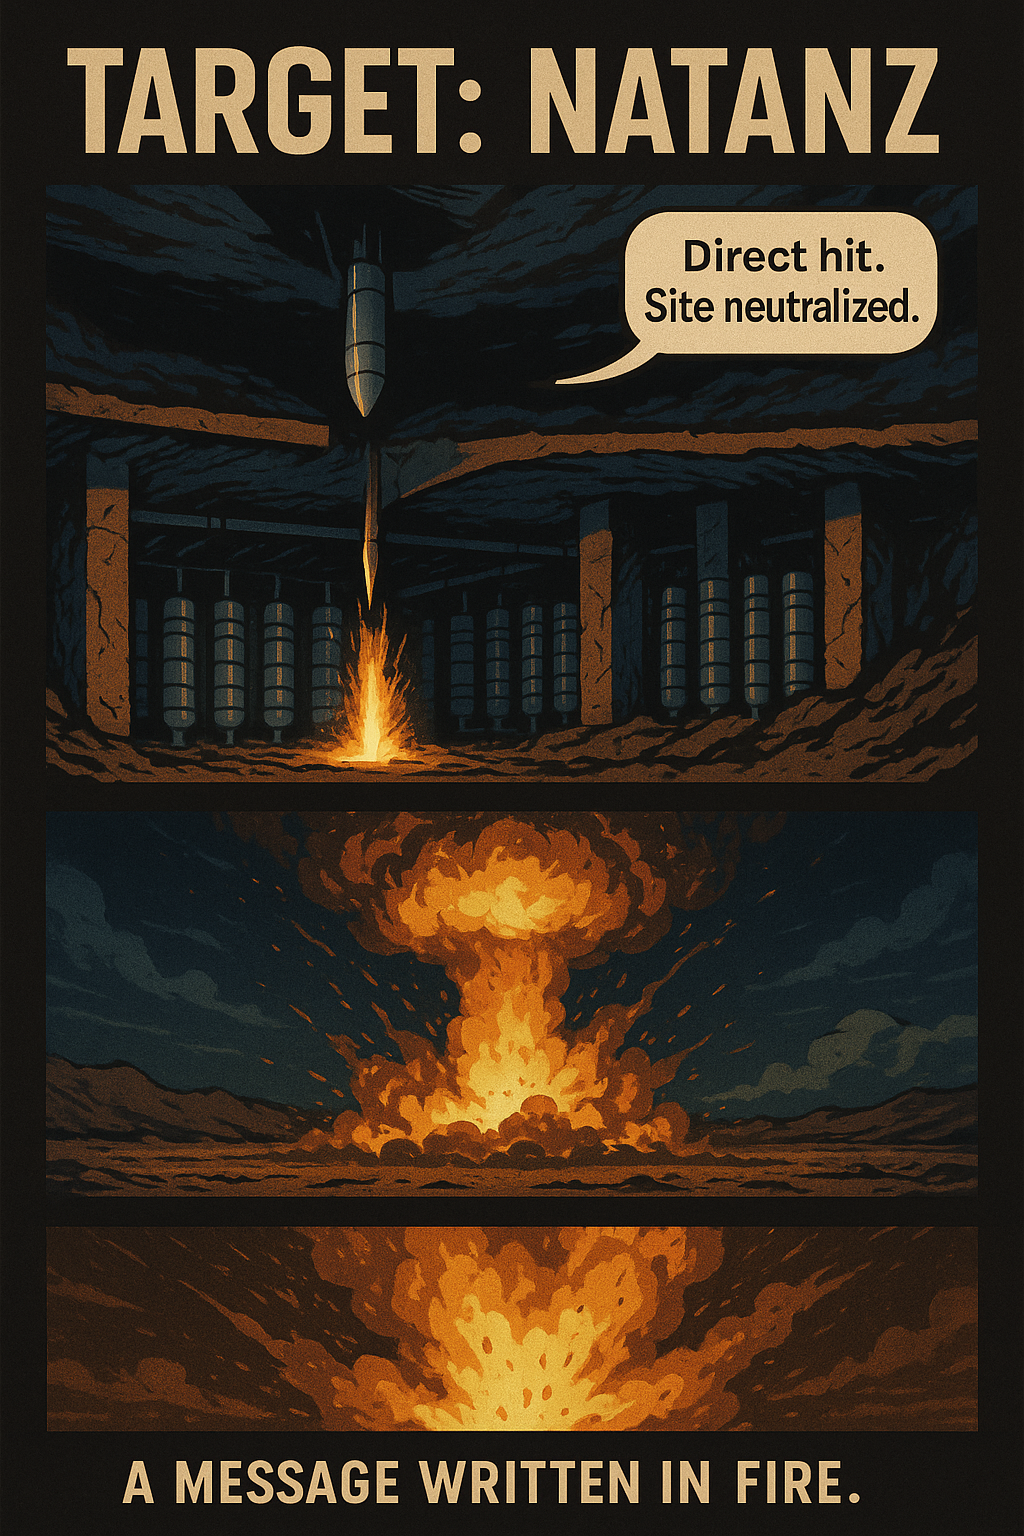 TARGET: NATANZ
Direct hit.
Site neutralized.
A MESSAGE WRITTEN IN FIRE.